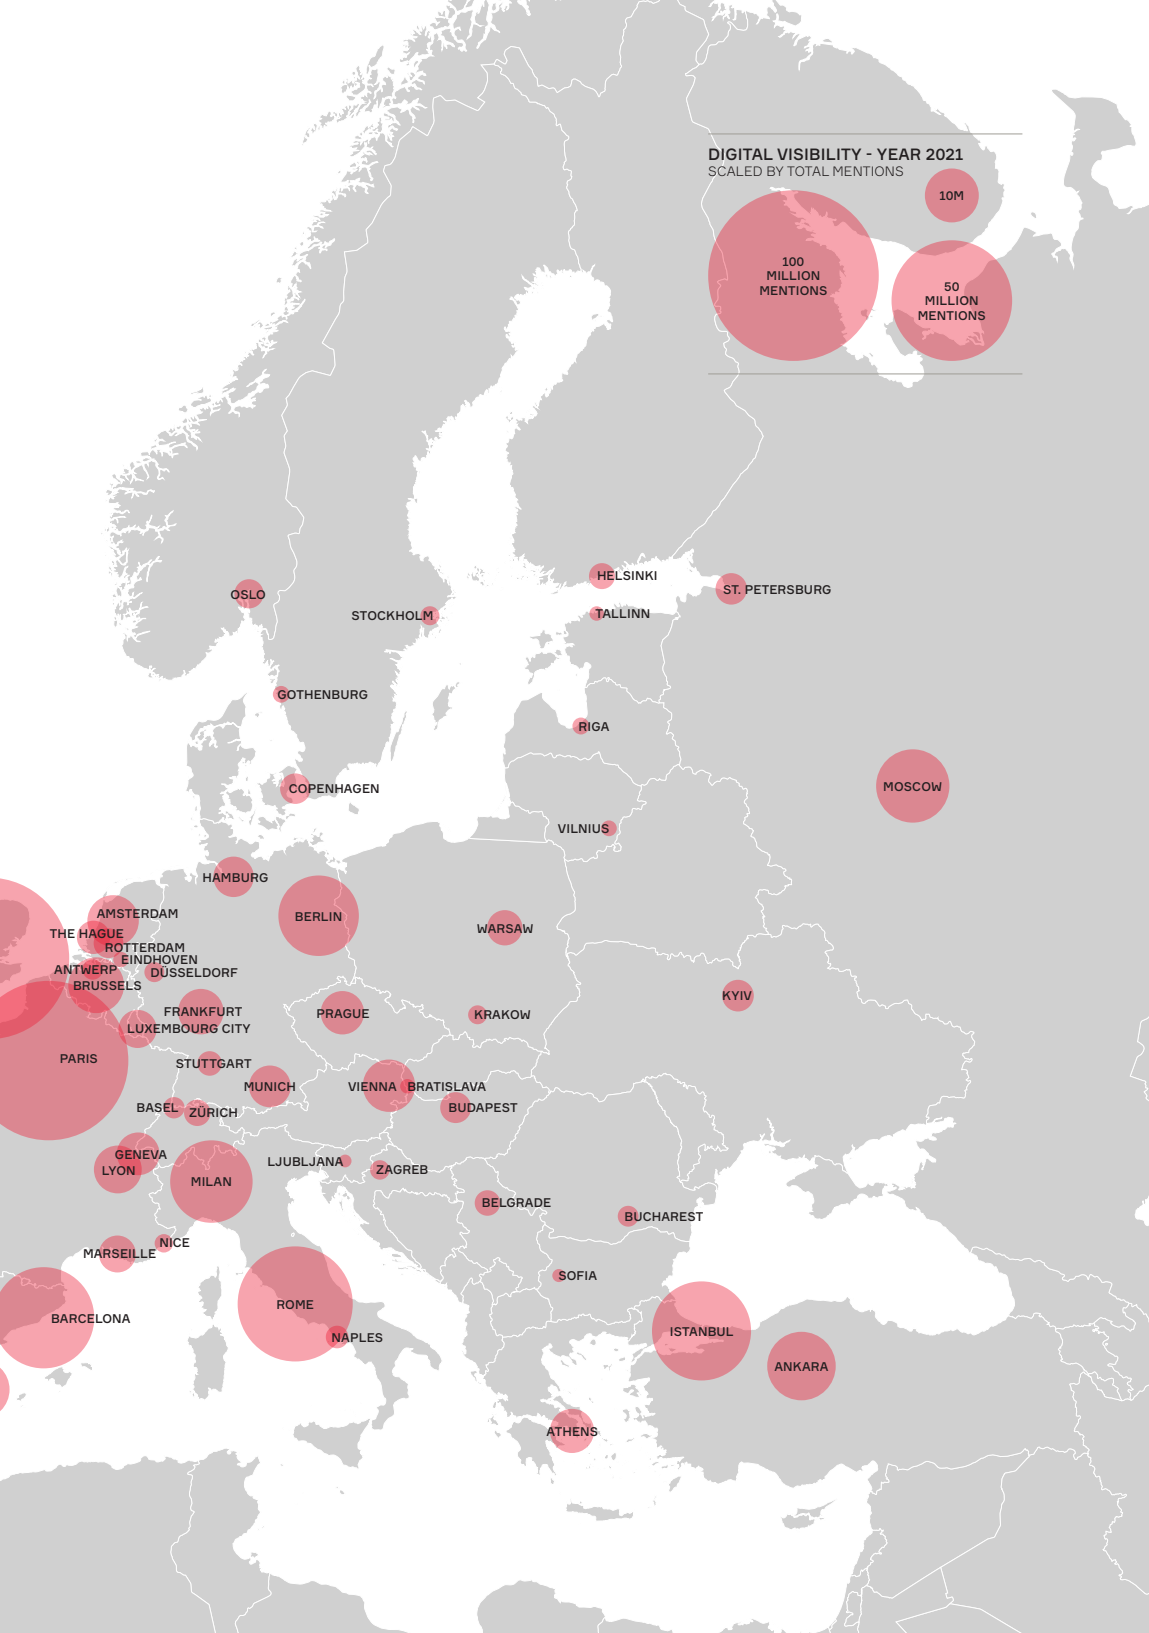 DIGITAL VISIBILITY - YEAR 2021
SCALED BY TOTAL MENTIONS
10M
100
MILLION
MENTIONS
50
MILLION
MENTIONS
HELSINKI
ST. PETERSBURG
OSLO
STOCKHOLM
TALLINN
GOTHENBURG
RIGA
MOSCOW
COPENHAGEN
VILNIUS
HAMBURG
AMSTERDAM
BERLIN
WARSAW
THE HAGUE
ROTTERDAM
EINDHOVEN
ANTWERP
DÜSSELDORF
BRUSSELS
KYIV
FRANKFURT
PRAGUE
KRAKOW
LUXEMBOURG CITY
PARIS
STUTTGART
MUNICH
VIENNA
BRATISLAVA
BASEL
ZÜRICH
BUDAPEST
GENEVA
LJUBLJANA
LYON
ZAGREB
MILAN
BELGRADE
BUCHAREST
NICE
MARSEILLE
SOFIA
ROME
BARCELONA
ISTANBUL
NAPLES
ANKARA
ATHENS